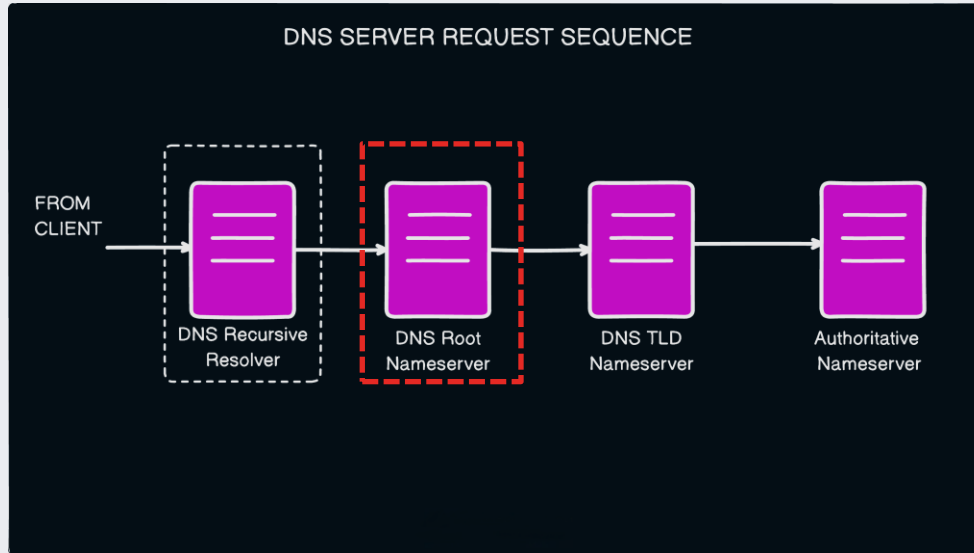 DNS SERVER REQUEST SEQUENCE
FROM
CLIENT
DNS Recursive
Resolver
DNS Root
Nameserver
DNS TLD
Nameserver
Authoritative
Nameserver